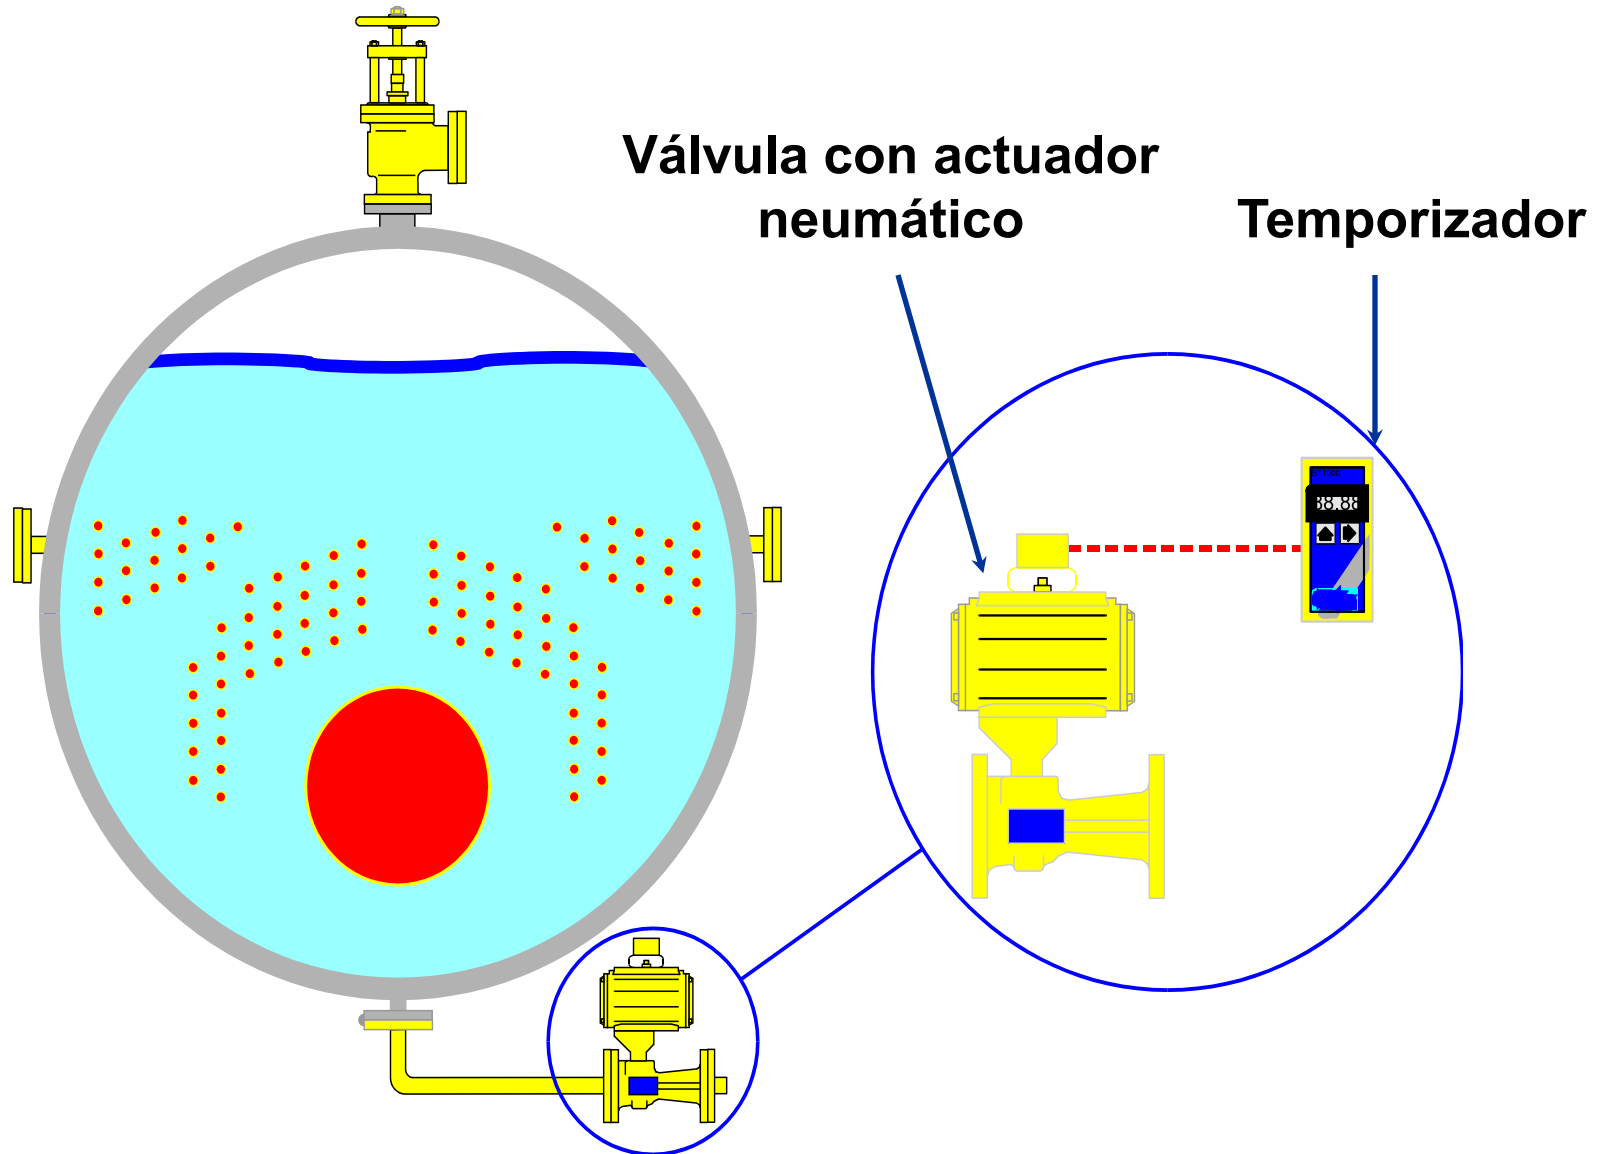 Válvula con actuador
neumático
Temporizador